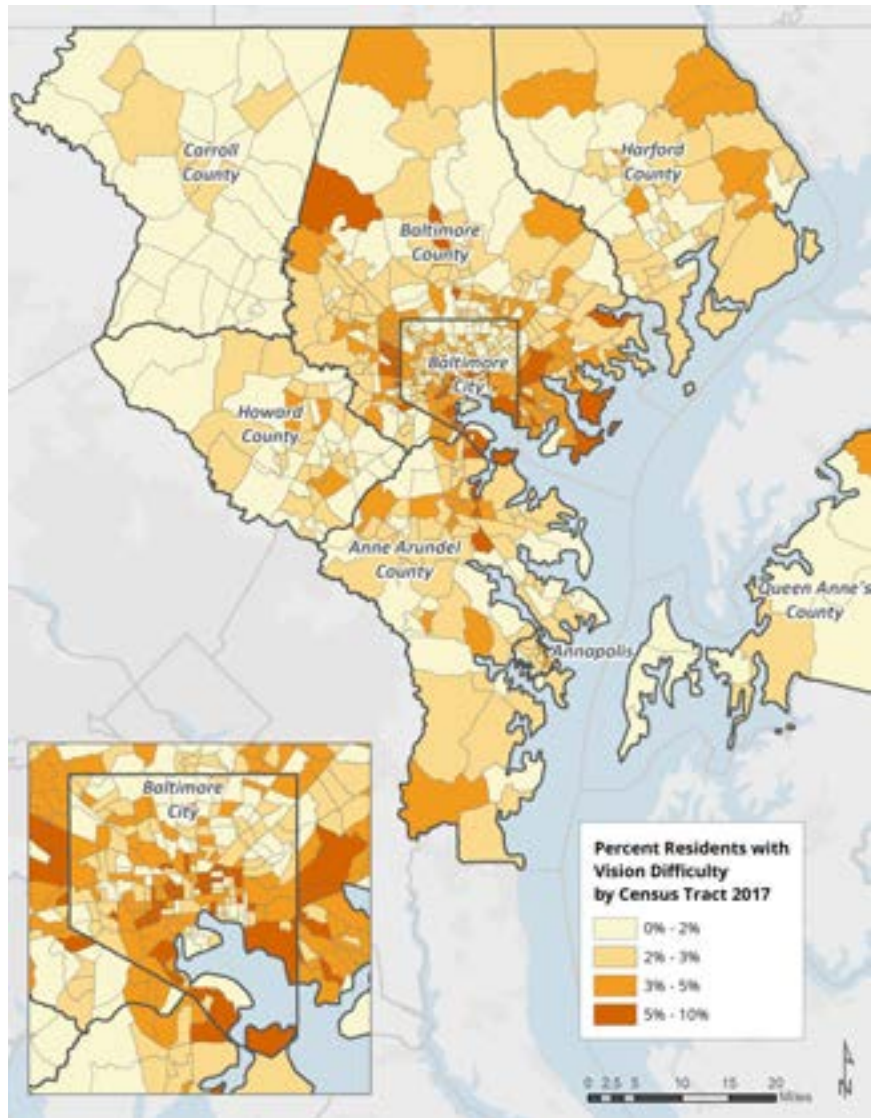 Carroll
County
Harford
County
Baltimore
County
Baltimore
City
Howard
County
Anne Arundel
County
Queen Anne's
County
Annapolis
Baltimore
City
Percent Residents with
Vision Difficulty
by Census Tract 2017
0% - 2%
2% - 3%
3% - 5%
5% - 10%
0 2.5 5 10 15 20
Miles